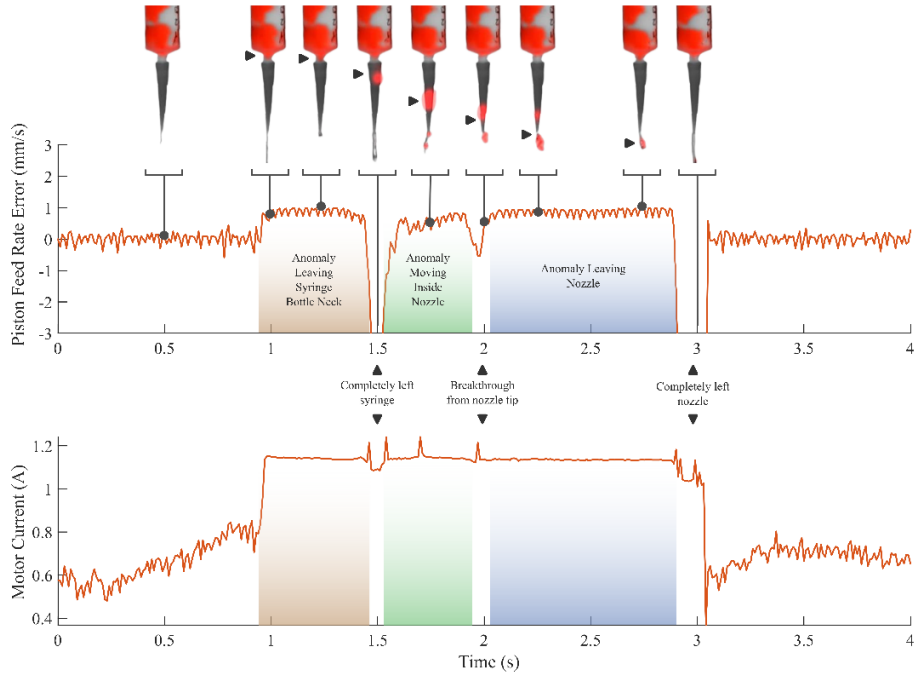 3
2
1
0
-1
-2
-3
Piston Feed Rate Error (mm/s)
Anomaly
Leaving
Syringe
Bottle Neck
Anomaly
Moving
Inside
Nozzle
Anomaly Leaving
Nozzle
0
0.5
1
1.5
2
2.5
3
3.5
4
Completely left
syringe
Breakthrough
from nozzle tip
Completely left
nozzle
1.2
1
0.8
0.6
0.4
Motor Current (A)
0
0.5
1
1.5
2
2.5
3
3.5
4
Time (s)